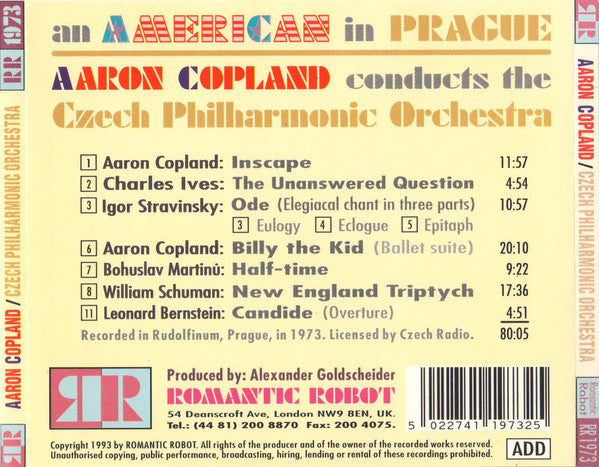 an AMERICAN in PRAGUE
AARON COPLAND conducts the
Czech Philharmonic Orchestra
1 Aaron Copland: Inscape 11:57
2 Charles Ives: The Unanswered Question 4:54
3 Igor Stravinsky: Ode (Elegiacal chant in three parts) 10:57
3 Eulogy 4 Eclogue 5 Epitaph
6 Aaron Copland: Billy the Kid (Ballet suite) 20:10
7 Bohuslav Martinů: Half-time 9:22
8 William Schuman: New England Triptych 17:36
11 Leonard Bernstein: Candide (Overture) 4:51
Recorded in Rudolfinum, Prague, in 1973. Licensed by Czech Radio. 80:05
RR
Produced by: Alexander Goldscheider
ROMANTIC ROBOT
54 Deanscroft Ave, London NW9 8EN, UK.
Tel.: (44 81) 200 8870 Fax: 200 4075.
5 022741 197325
Copyright 1993 by ROMANTIC ROBOT. All rights of the producer and of the owner of the recorded works reserved.
Unauthorised copying, public performance, broadcasting, hiring, lending or rental of these recordings prohibited.
ADD
RR AARON COPLAND / CZECH PHILHARMONIC ORCHESTRA RR 1973
RR AARON COPLAND / CZECH PHILHARMONIC ORCHESTRA
Romantic
Robot
RR1973